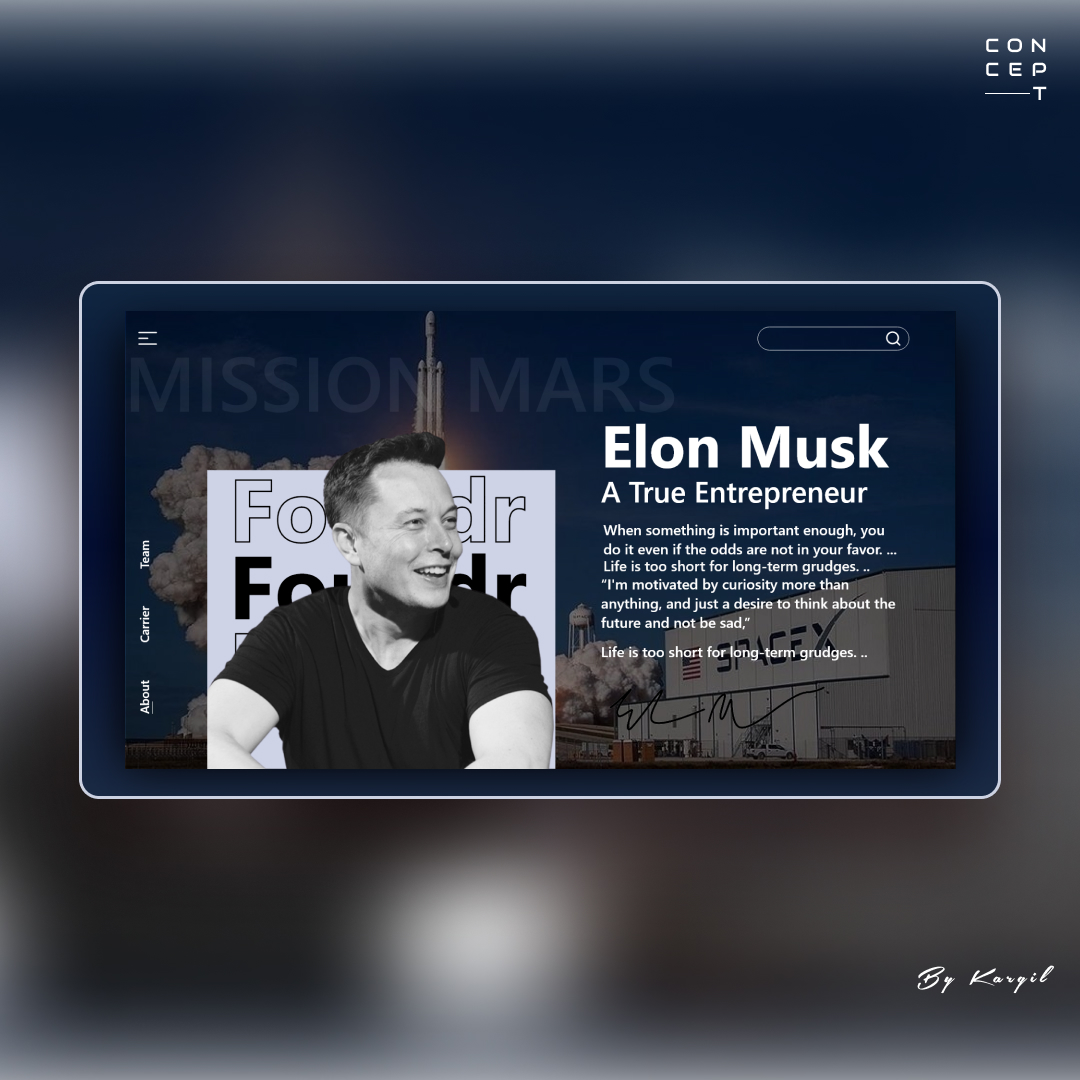 CON
CEP
T
MISSION MARS
Elon Musk
A True Entrepreneur
When something is important enough, you
do it even if the odds are not in your favor. ...
Life is too short for long-term grudges. ..
“I'm motivated by curiosity more than
anything, and just a desire to think about the
future and not be sad,”
Life is too short for long-term grudges. ..
SPACEX
Team
Carrier
About
By Kargil